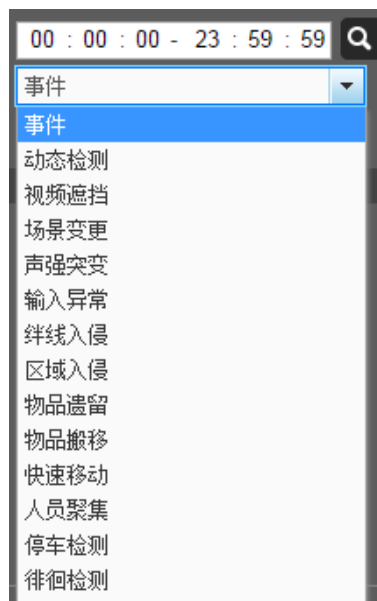 00 : 00 : 00 - 23 : 59 : 59
事件
事件
动态检测
视频遮挡
场景变更
声强突变
输入异常
绊线入侵
区域入侵
物品遗留
物品搬移
快速移动
人员聚集
停车检测
徘徊检测